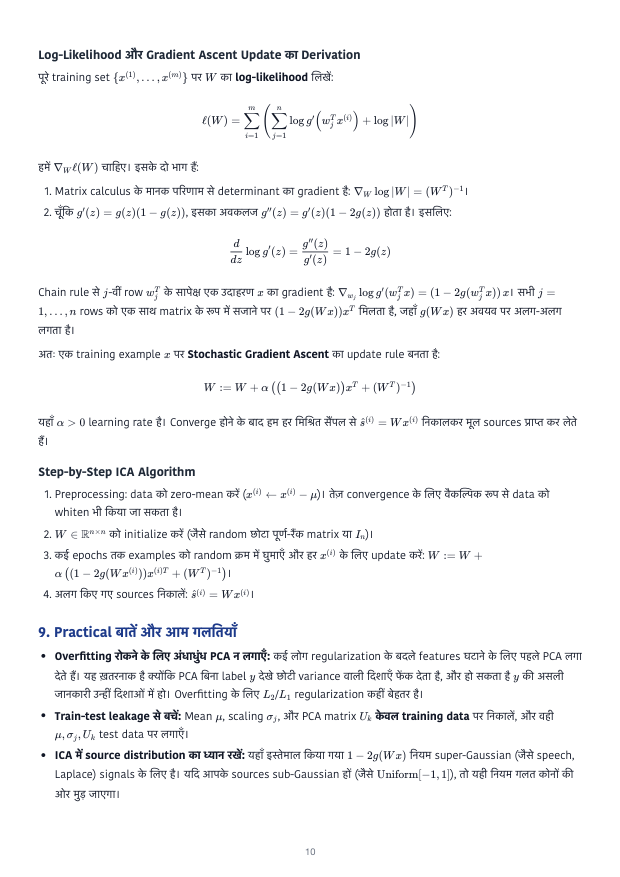 Log-Likelihood और Gradient Ascent Update का Derivation
पूरे training set {x^{(1)}, . . . , x^{(m)}} पर W का log-likelihood लिखें:
ℓ(W) = ∑_{i=1}^{m} ( ∑_{j=1}^{n} log g′(w_j^T x^{(i)}) + log |W| )
हमें ∇_W ℓ(W) चाहिए। इसके दो भाग हैं:
1. Matrix calculus के मानक परिणाम से determinant का gradient है: ∇_W log |W| = (W^T)^{−1}।
2. चूँकि g′(z) = g(z)(1 − g(z)), इसका अवकलज g′′(z) = g′(z)(1 − 2g(z)) होता है। इसलिए:
d/dz log g′(z) = g′′(z)/g′(z) = 1 − 2g(z)
Chain rule से j-वीं row w_j^T के सापेक्ष एक उदाहरण x का gradient है: ∇_{w_j} log g′(w_j^T x) = (1 − 2g(w_j^T x)) x। सभी j =
1, . . . , n rows को एक साथ matrix के रूप में सजाने पर (1 − 2g(Wx))x^T मिलता है, जहाँ g(Wx) हर अवयव पर अलग-अलग
लगता है।
अतः एक training example x पर Stochastic Gradient Ascent का update rule बनता है:
W := W + α ((1 − 2g(Wx))x^T + (W^T)^{−1})
यहाँ α > 0 learning rate है। Converge होने के बाद हम हर मिश्रित सैंपल से ŝ^{(i)} = Wx^{(i)} निकालकर मूल sources प्राप्त कर लेते
हैं।
Step-by-Step ICA Algorithm
1. Preprocessing: data को zero-mean करें (x^{(i)} ← x^{(i)} − μ)। तेज़ convergence के लिए वैकल्पिक रूप से data को
whiten भी किया जा सकता है।
2. W ∈ ℝ^{n×n} को initialize करें (जैसे random छोटा पूर्ण-रैंक matrix या I_n)।
3. कई epochs तक examples को random क्रम में घुमाएँ और हर x^{(i)} के लिए update करें: W := W +
α ((1 − 2g(Wx^{(i)}))x^{(i)T} + (W^T)^{−1})।
4. अलग किए गए sources निकालें: ŝ^{(i)} = Wx^{(i)}।
9. Practical बातें और आम गलतियाँ
• Overfitting रोकने के लिए अंधाधुंध PCA न लगाएँ: कई लोग regularization के बदले features घटाने के लिए पहले PCA लगा
देते हैं। यह ख़तरनाक है क्योंकि PCA बिना label y देखे छोटी variance वाली दिशाएँ फेंक देता है, और हो सकता है y की असली
जानकारी उन्हीं दिशाओं में हो। Overfitting के लिए L_2/L_1 regularization कहीं बेहतर है।
• Train-test leakage से बचें: Mean μ, scaling σ_j, और PCA matrix U_k केवल training data पर निकालें, और वही
μ, σ_j, U_k test data पर लगाएँ।
• ICA में source distribution का ध्यान रखें: यहाँ इस्तेमाल किया गया 1 − 2g(Wx) नियम super-Gaussian (जैसे speech,
Laplace) signals के लिए है। यदि आपके sources sub-Gaussian हों (जैसे Uniform[−1, 1]), तो यही नियम गलत कोनों की
ओर मुड़ जाएगा।
10